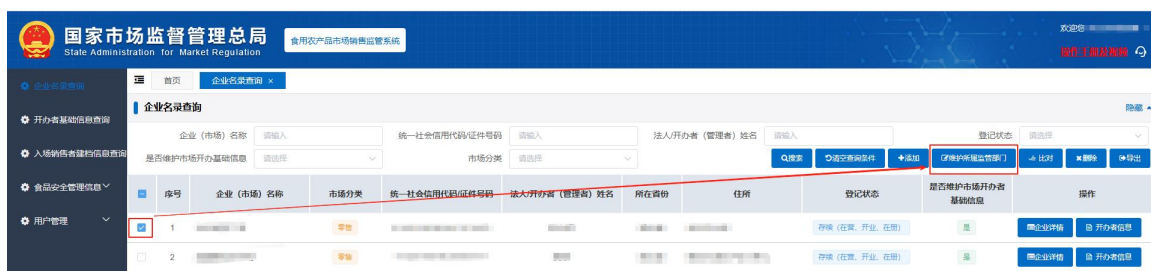 国家市场监督管理总局
State Administration for Market Regulation
食用农产品市场销售监管系统
欢迎您
操作手册及视频
企业名录查询
开办者基础信息查询
入场销售者建档信息查询
食品安全管理信息
用户管理
首页
企业名录查询 ×
企业名录查询
隐藏
企业（市场）名称 请输入 统一社会信用代码/证件号码 请输入 法人/开办者（管理者）姓名 请输入 登记状态 请选择
是否维护市场开办基础信息 请选择 市场分类 请选择 搜索 清空查询条件 +添加 维护所属监管部门 比对 ×删除 导出
序号 企业（市场）名称 市场分类 统一社会信用代码/证件号码 法人/开办者（管理者）姓名 所在省份 住所 登记状态 是否维护市场开办者基础信息 操作
1 零售 存续（在营、开业、在册） 是 企业详情 开办者信息
2 零售 存续（在营、开业、在册） 是 企业详情 开办者信息